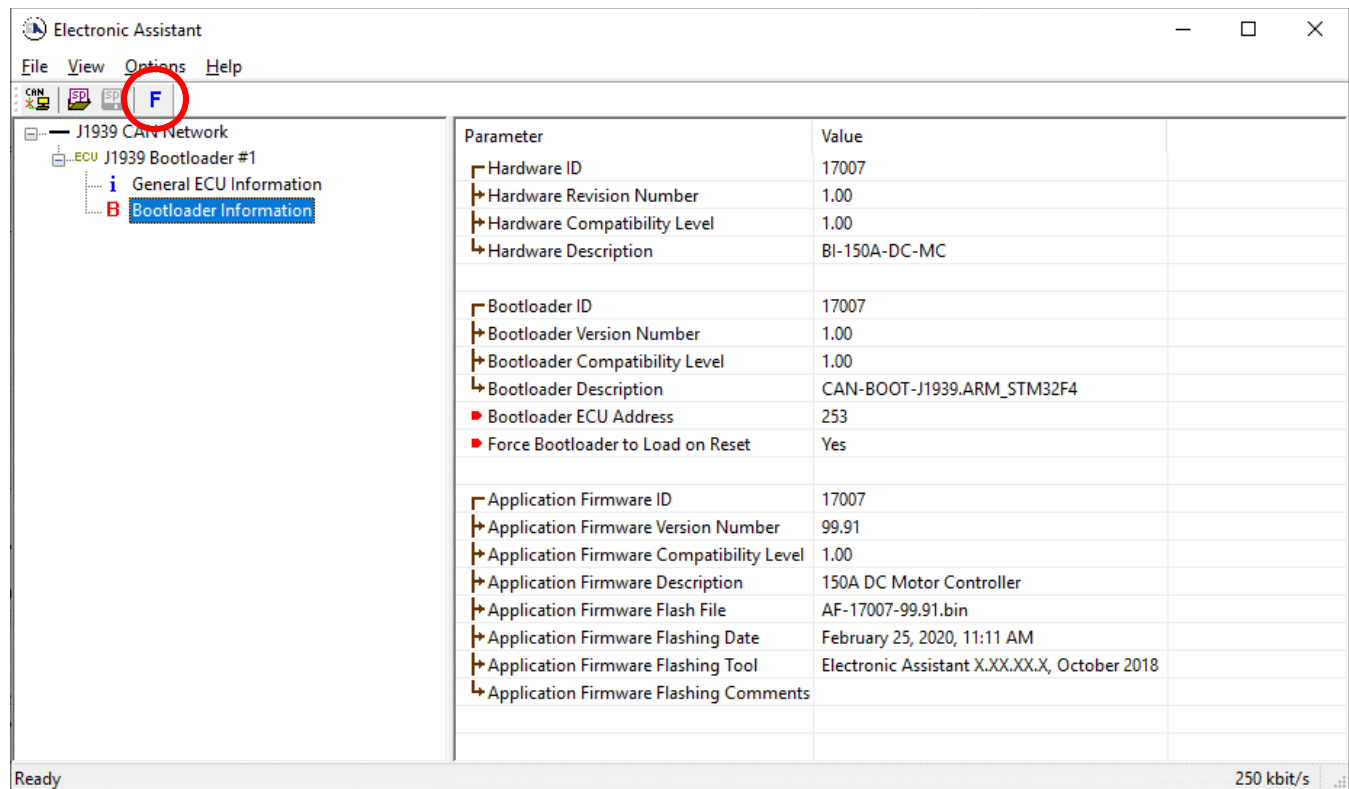 Electronic Assistant
File View Options Help
CAN SP SP F
J1939 CAN Network
ECU J1939 Bootloader #1
i General ECU Information
B Bootloader Information
Parameter Value
Hardware ID 17007
Hardware Revision Number 1.00
Hardware Compatibility Level 1.00
Hardware Description BI-150A-DC-MC
Bootloader ID 17007
Bootloader Version Number 1.00
Bootloader Compatibility Level 1.00
Bootloader Description CAN-BOOT-J1939.ARM_STM32F4
Bootloader ECU Address 253
Force Bootloader to Load on Reset Yes
Application Firmware ID 17007
Application Firmware Version Number 99.91
Application Firmware Compatibility Level 1.00
Application Firmware Description 150A DC Motor Controller
Application Firmware Flash File AF-17007-99.91.bin
Application Firmware Flashing Date February 25, 2020, 11:11 AM
Application Firmware Flashing Tool Electronic Assistant X.XX.XX.X, October 2018
Application Firmware Flashing Comments
Ready 250 kbit/s